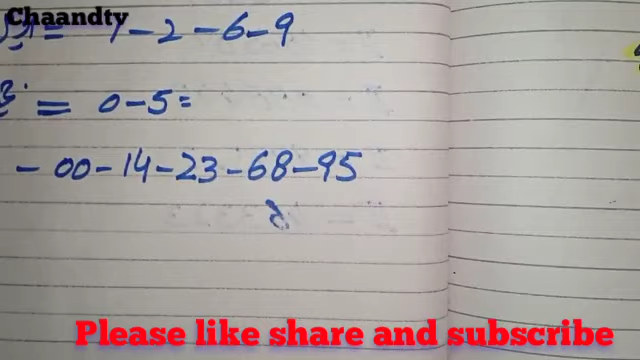 Chaandty
= 1-2-6-9
= 0-5=
- 00-14-23-68-95
Please like share and subscribe